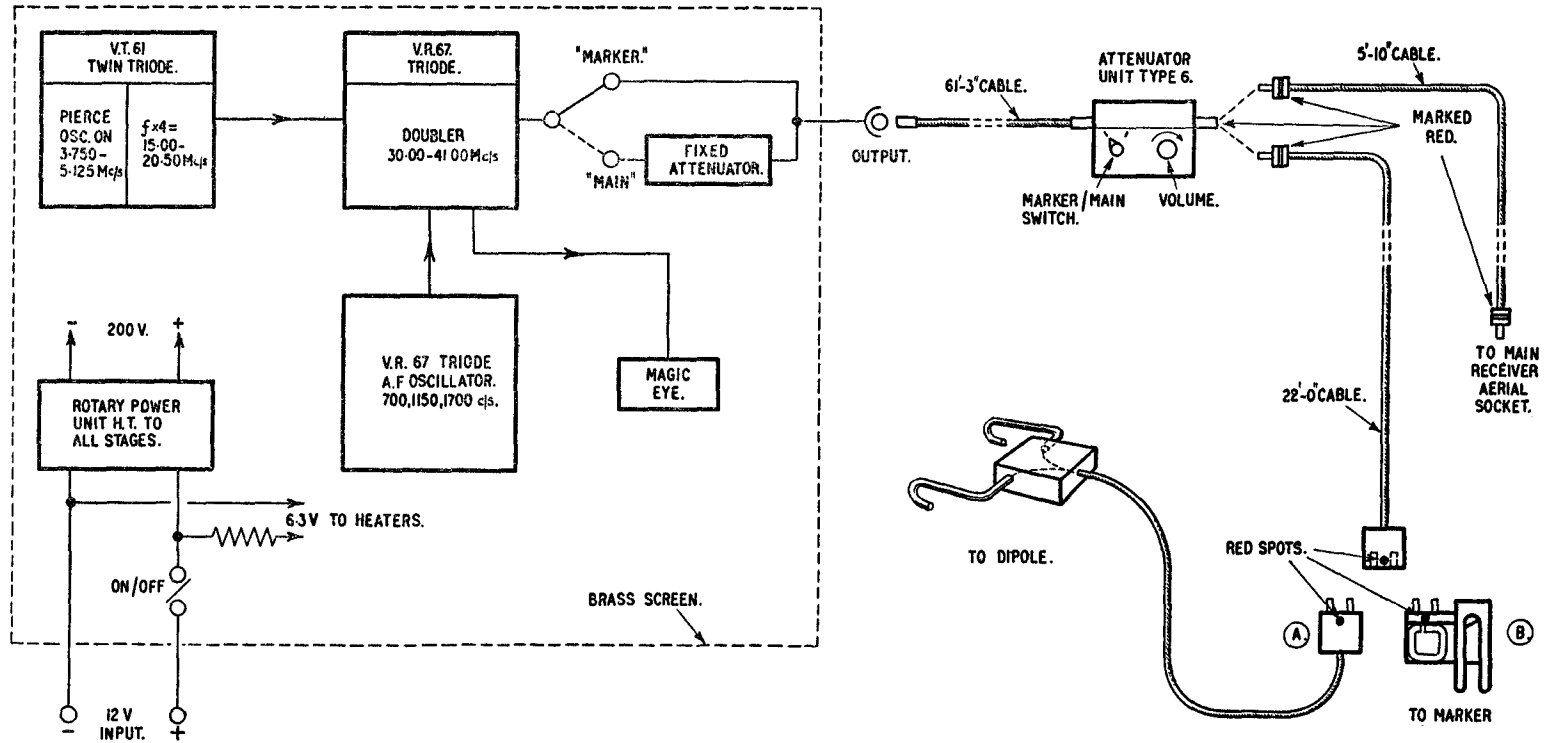 V.T. 61
TWIN TRIODE.
PIERCE
OSC. ON
3·750-
5·125 Mc/s
f×4=
15·00-
20·50 Mc/s
V.R.67.
TRIODE.
DOUBLER
30·00-41·00 Mc/s
"MARKER."
"MAIN"
FIXED
ATTENUATOR.
OUTPUT.
61'-3" CABLE.
ATTENUATOR
UNIT TYPE 6.
MARKER/MAIN
SWITCH.
VOLUME.
5'-10" CABLE.
MARKED
RED.
TO MAIN
RECEIVER
AERIAL
SOCKET.
V.R. 67 TRIODE
A.F OSCILLATOR.
700,1150,1700 c/s.
MAGIC
EYE.
- 200 V. +
ROTARY POWER
UNIT H.T. TO
ALL STAGES.
6·3 V TO HEATERS.
ON/OFF
BRASS SCREEN.
12 V
INPUT.
- +
22'-0" CABLE.
TO DIPOLE.
RED SPOTS.
A.
B.
TO MARKER